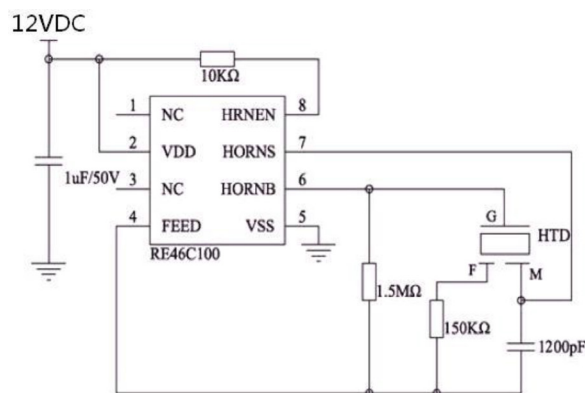 12VDC
10KΩ
1 NC HRNEN 8
2 VDD HORNS 7
1uF/50V
3 NC HORNB 6
4 FEED VSS 5
RE46C100
G
HTD
F M
1.5MΩ
150KΩ
1200pF